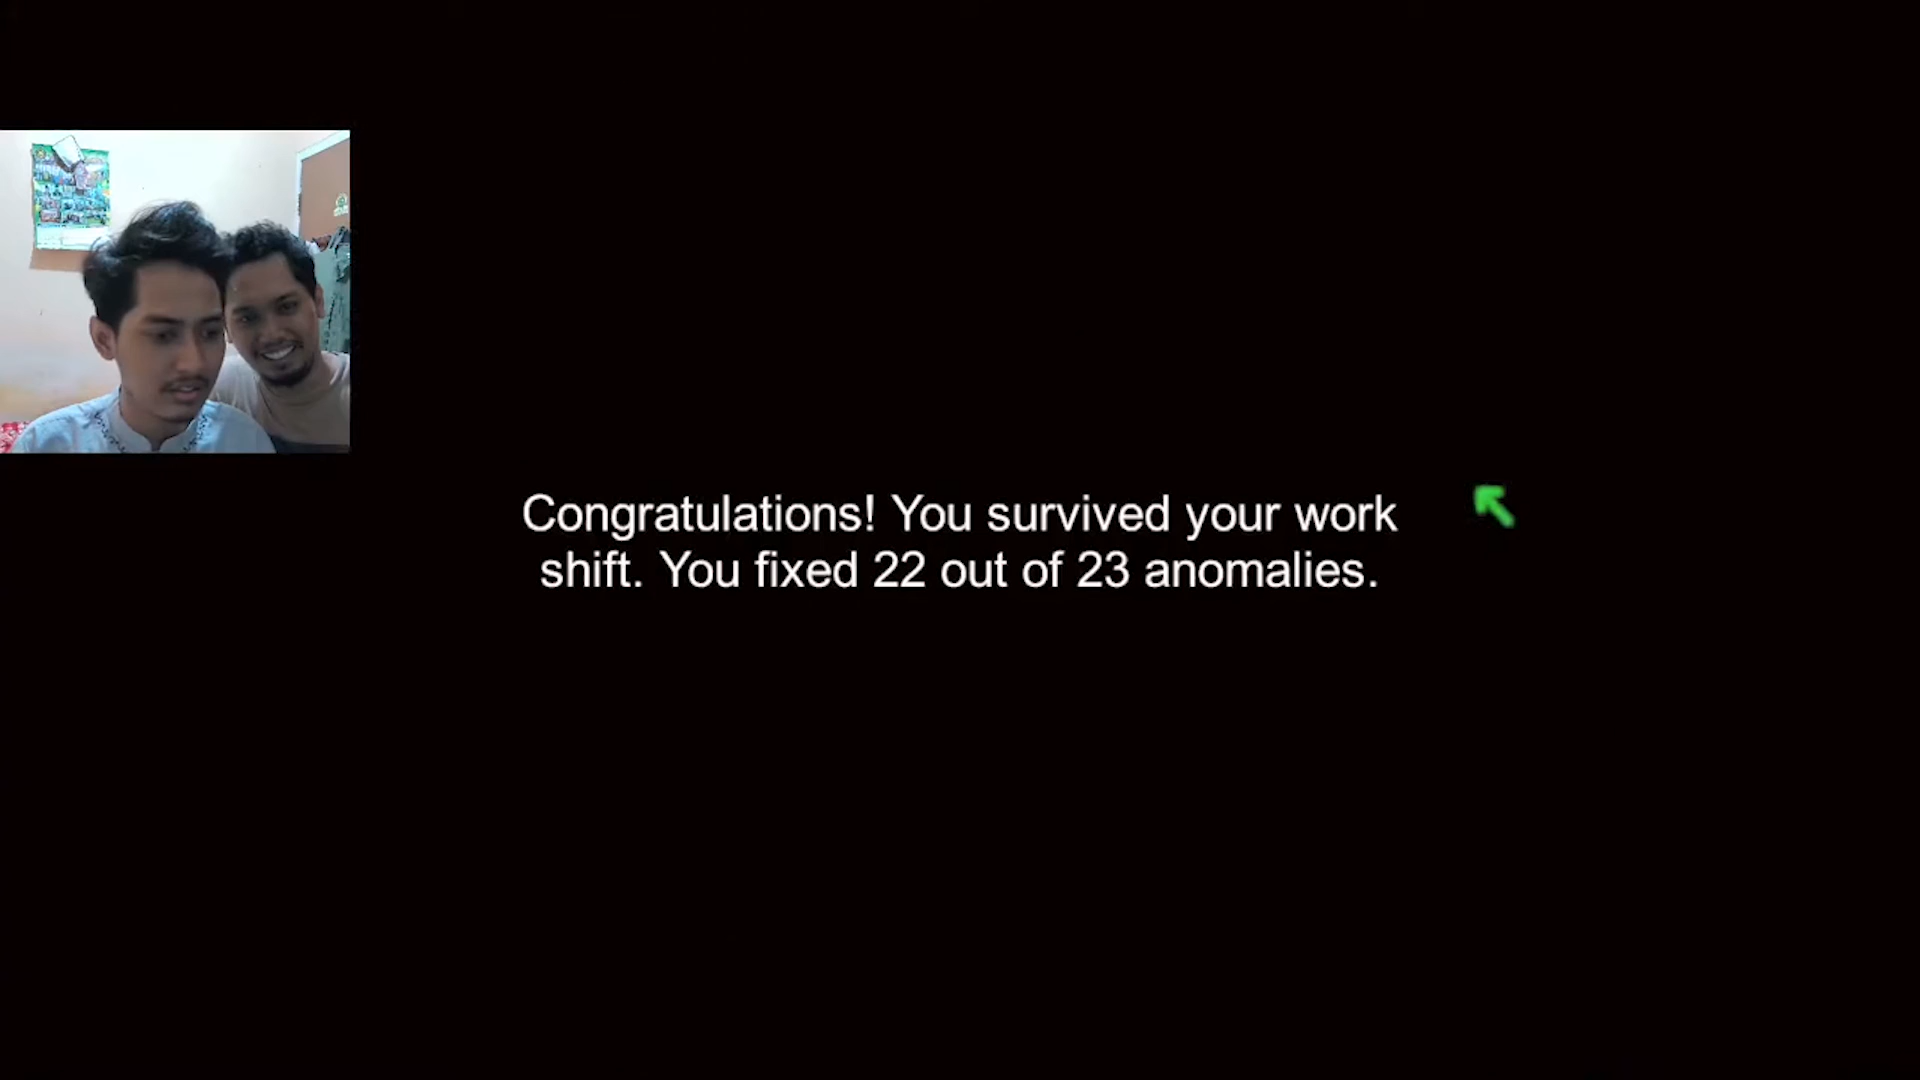 Congratulations! You survived your work
shift. You fixed 22 out of 23 anomalies.